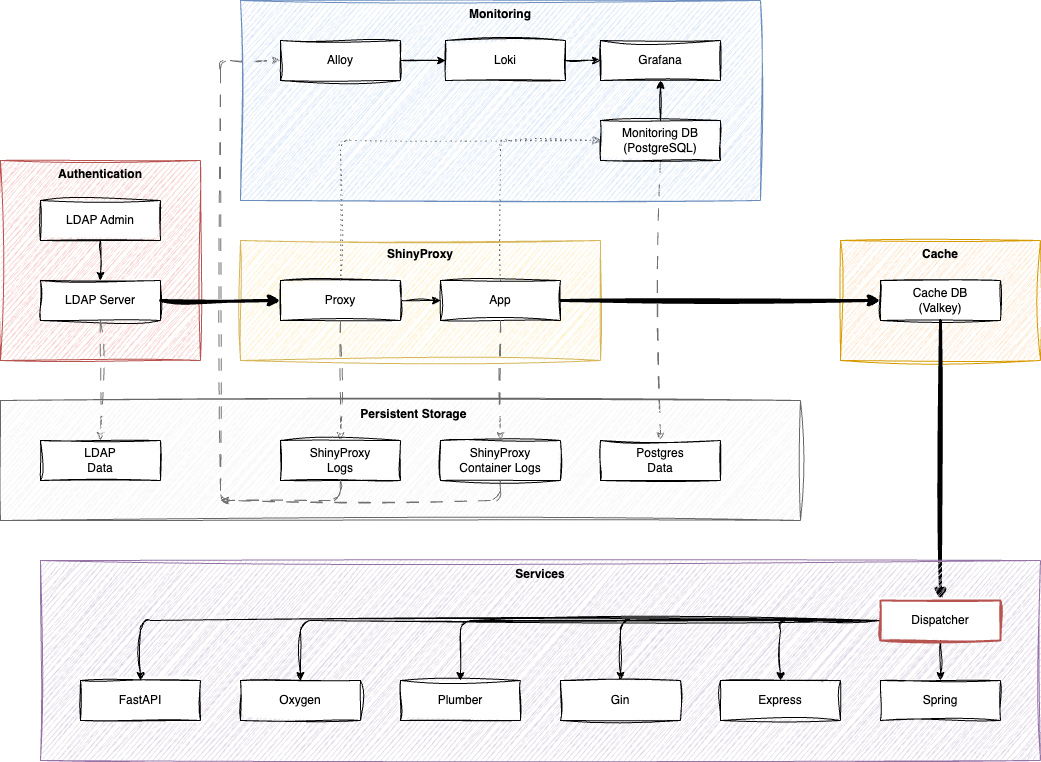 Monitoring
Alloy
Loki
Grafana
Monitoring DB
(PostgreSQL)
Authentication
LDAP Admin
LDAP Server
ShinyProxy
Proxy
App
Cache
Cache DB
(Valkey)
Persistent Storage
LDAP
Data
ShinyProxy
Logs
ShinyProxy
Container Logs
Postgres
Data
Services
Dispatcher
FastAPI
Oxygen
Plumber
Gin
Express
Spring